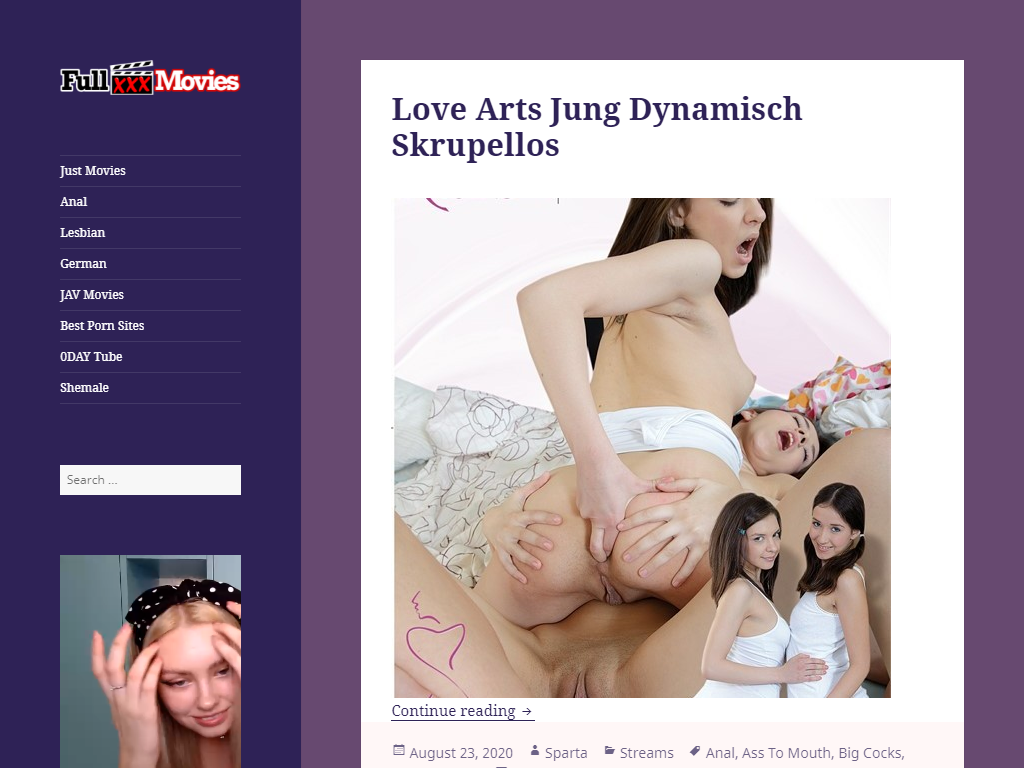 Full XXX Movies
Just Movies
Anal
Lesbian
German
JAV Movies
Best Porn Sites
0DAY Tube
Shemale
Search ...
Love Arts Jung Dynamisch
Skrupellos
Continue reading →
August 23, 2020 Sparta Streams Anal, Ass To Mouth, Big Cocks,